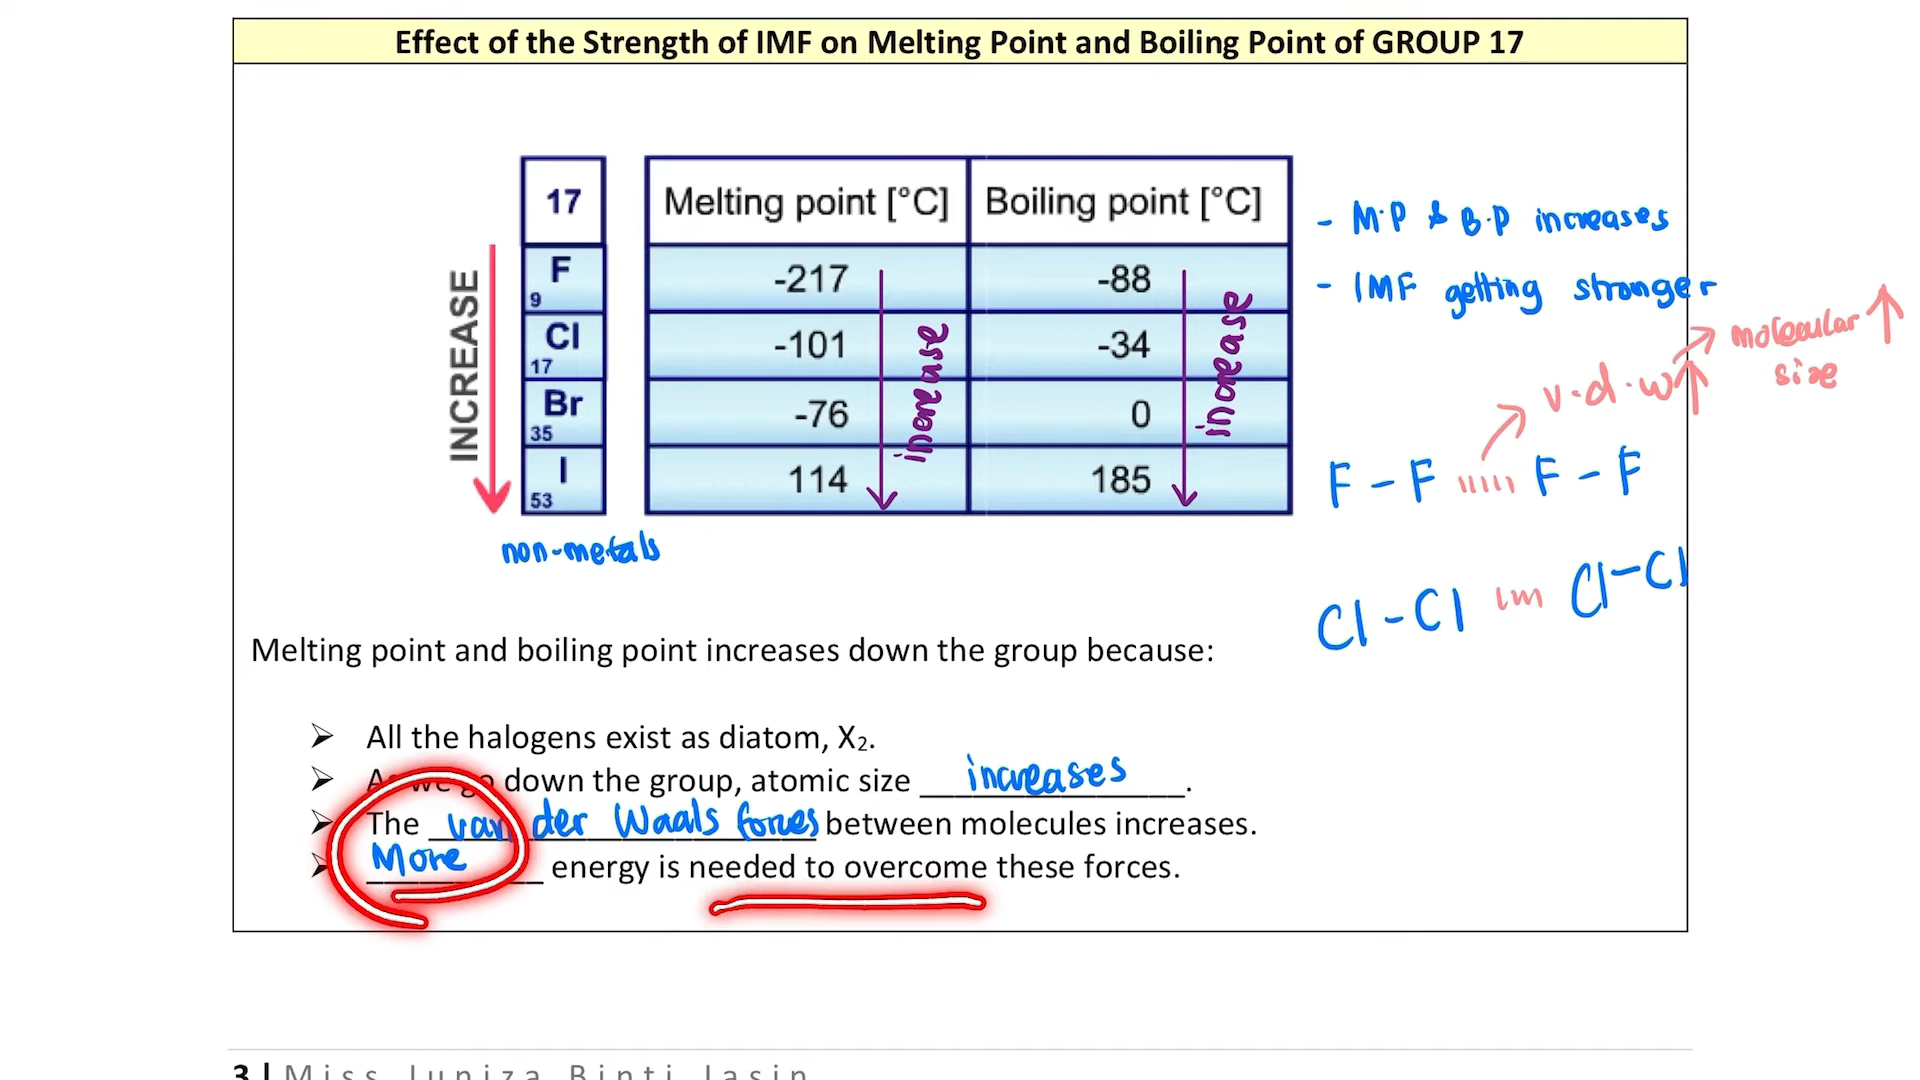 Effect of the Strength of IMF on Melting Point and Boiling Point of GROUP 17
17 Melting point [°C] Boiling point [°C]
F 9 -217 -88
Cl 17 -101 -34
Br 35 -76 0
I 53 114 185
INCREASE
increase
increase
non-metals
- M.P & B.P increases
- IMF getting stronger
molecular
size
v.d.w
F - F F - F
Cl - Cl Cl - Cl
Melting point and boiling point increases down the group because:
All the halogens exist as diatom, X₂.
As we go down the group, atomic size increases.
The van der Waals forces between molecules increases.
More energy is needed to overcome these forces.
3 | Miss Juniza Binti Jasin